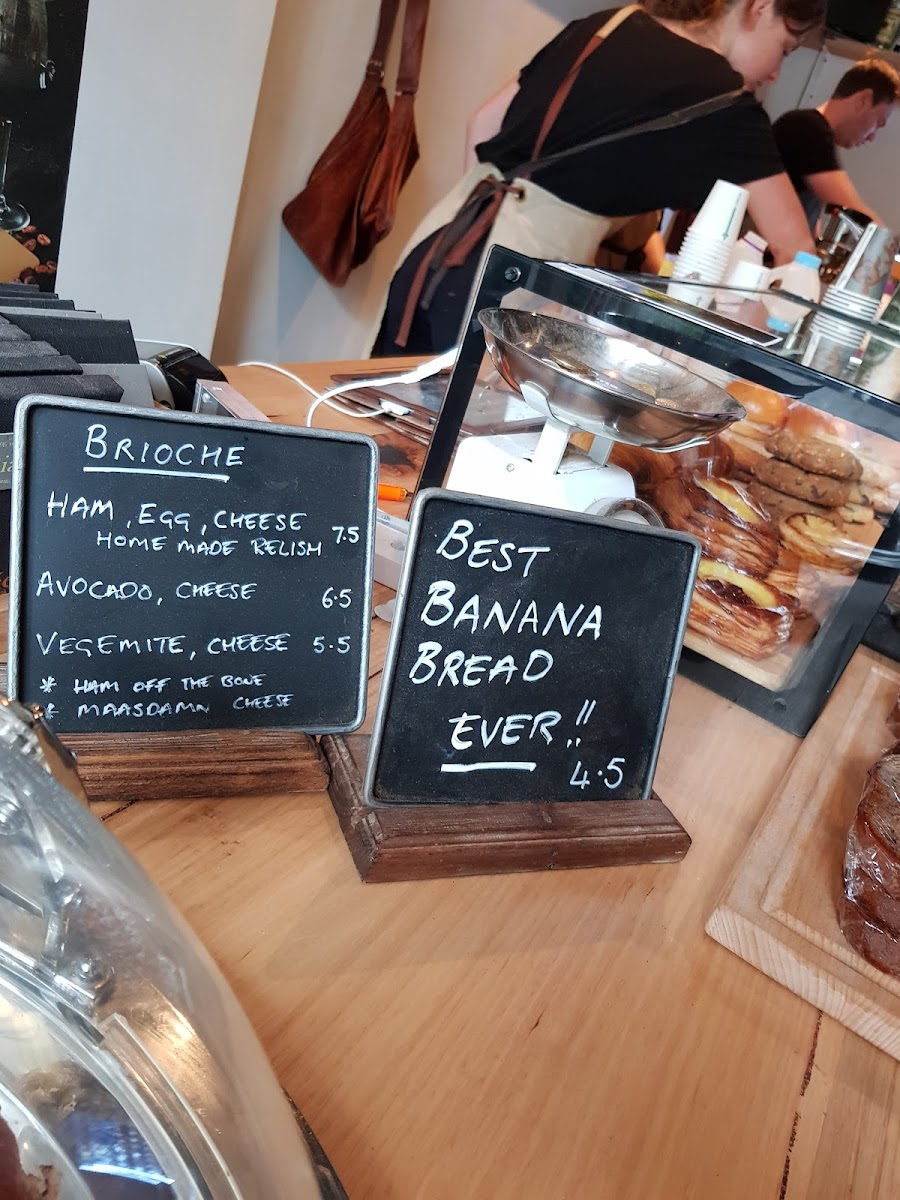 BRIOCHE
HAM, EGG, CHEESE
HOME MADE RELISH 7.5
AVOCADO, CHEESE 6.5
VEGEMITE, CHEESE 5.5
* HAM OFF THE BONE
* MAASDAMN CHEESE
BEST
BANANA
BREAD
EVER!!
4.5